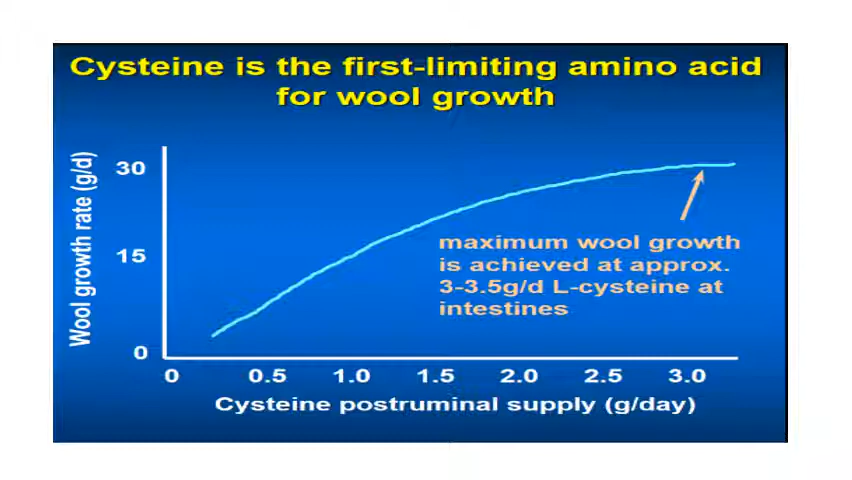 Cysteine is the first-limiting amino acid
for wool growth
Wool growth rate (g/d)
30
15
0
maximum wool growth
is achieved at approx.
3-3.5g/d L-cysteine at
intestines
0 0.5 1.0 1.5 2.0 2.5 3.0
Cysteine postruminal supply (g/day)